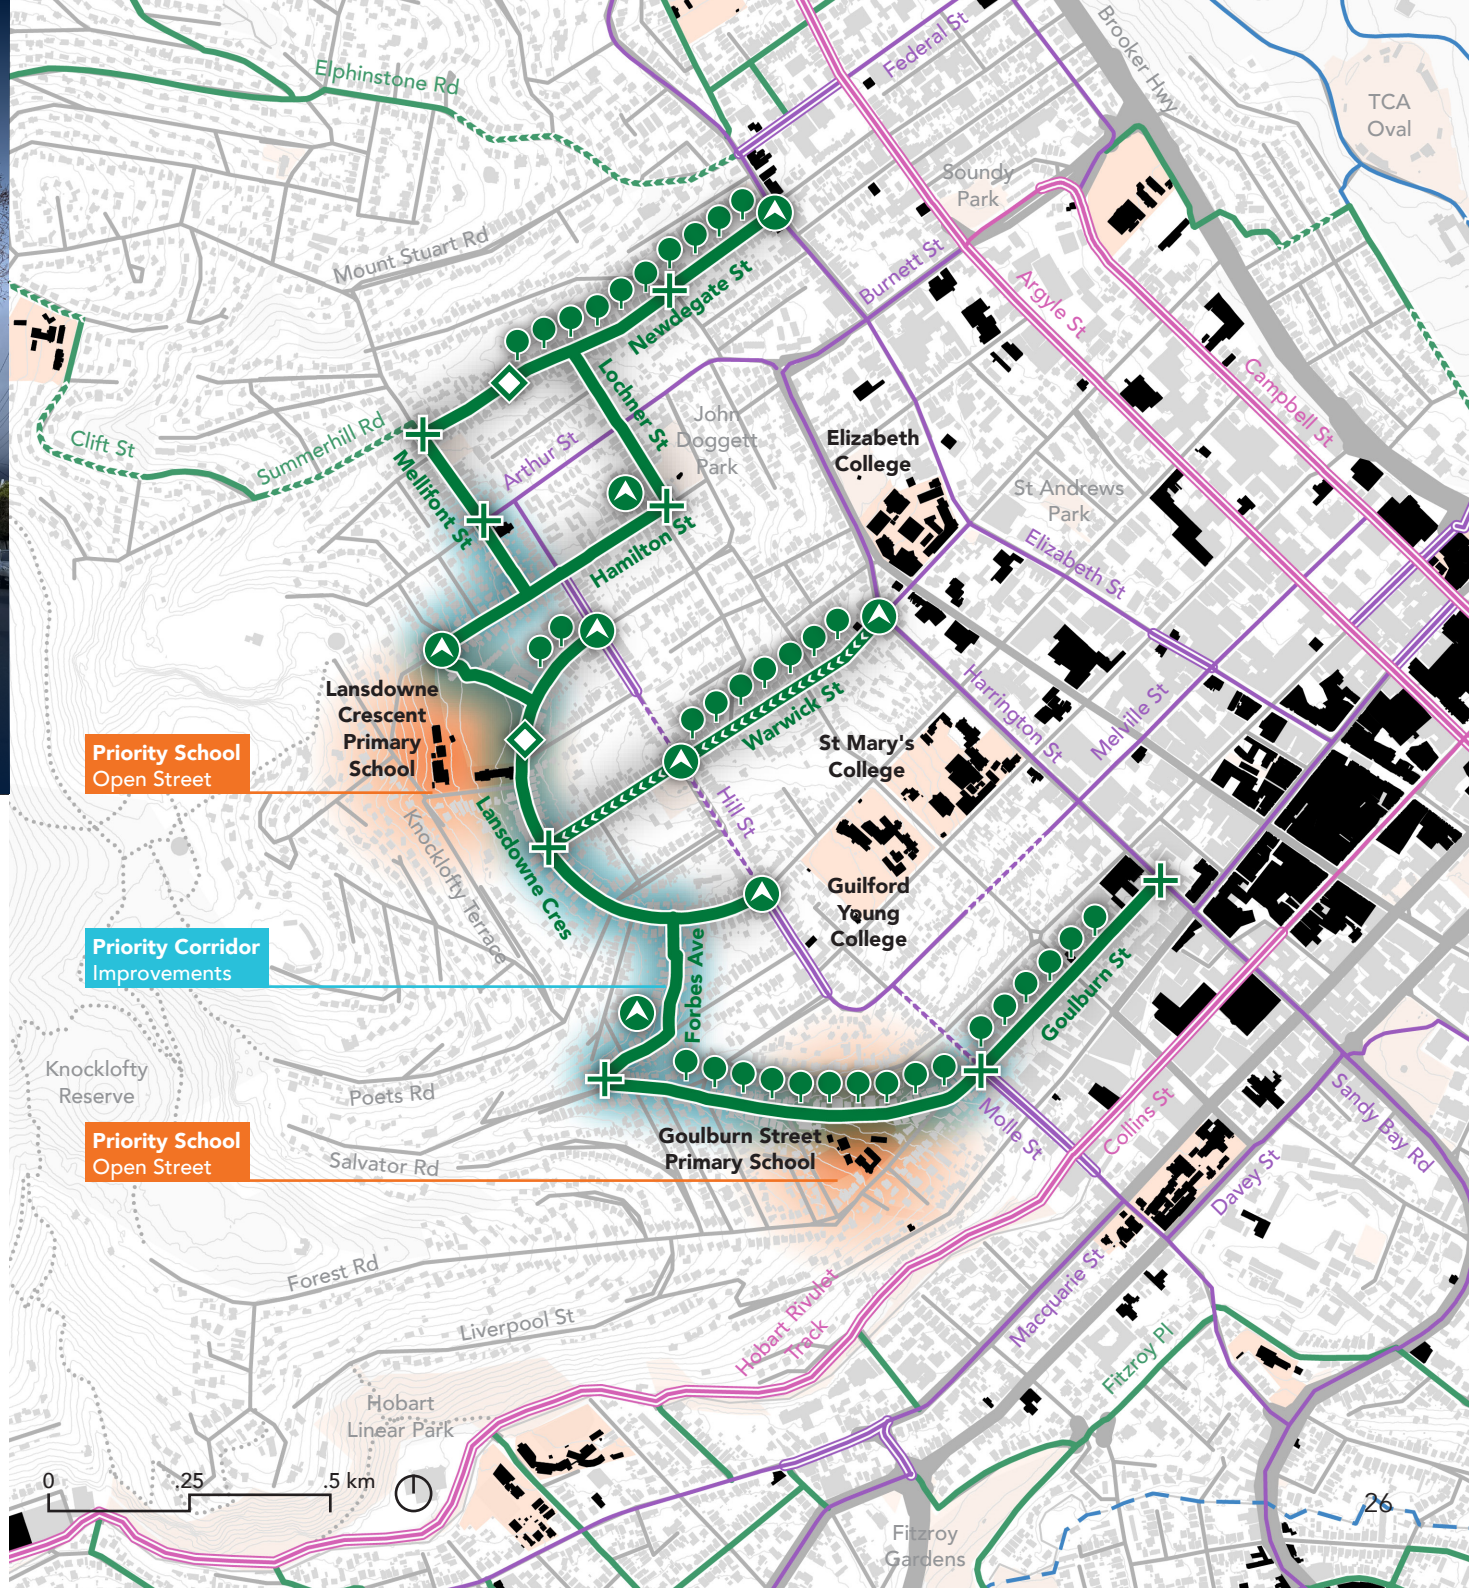 Federal St
Brooker Hwy
Elphinstone Rd
TCA
Oval
Soundy
Park
Mount Stuart Rd
Burnett St
Newdegate St
Argyle St
Campbell St
Lochner St
John
Doggett
Park
Clift St
Summerhill Rd
Arthur St
Mellifont St
Elizabeth
College
St Andrews
Park
Hamilton St
Elizabeth St
Lansdowne
Crescent
Primary
School
Priority School
Open Street
Warwick St
Harrington St
Melville St
St Mary's
College
Hill St
Knocklofty Terrace
Lansdowne Cres
Guilford
Young
College
Priority Corridor
Improvements
Forbes Ave
Goulburn St
Knocklofty
Reserve
Poets Rd
Molle St
Collins St
Sandy Bay Rd
Priority School
Open Street
Goulburn Street
Primary School
Salvator Rd
Davey St
Forest Rd
Liverpool St
Macquarie St
Hobart Rivulet
Track
Fitzroy Pl
Hobart
Linear Park
0 .25 .5 km
26
Fitzroy
Gardens